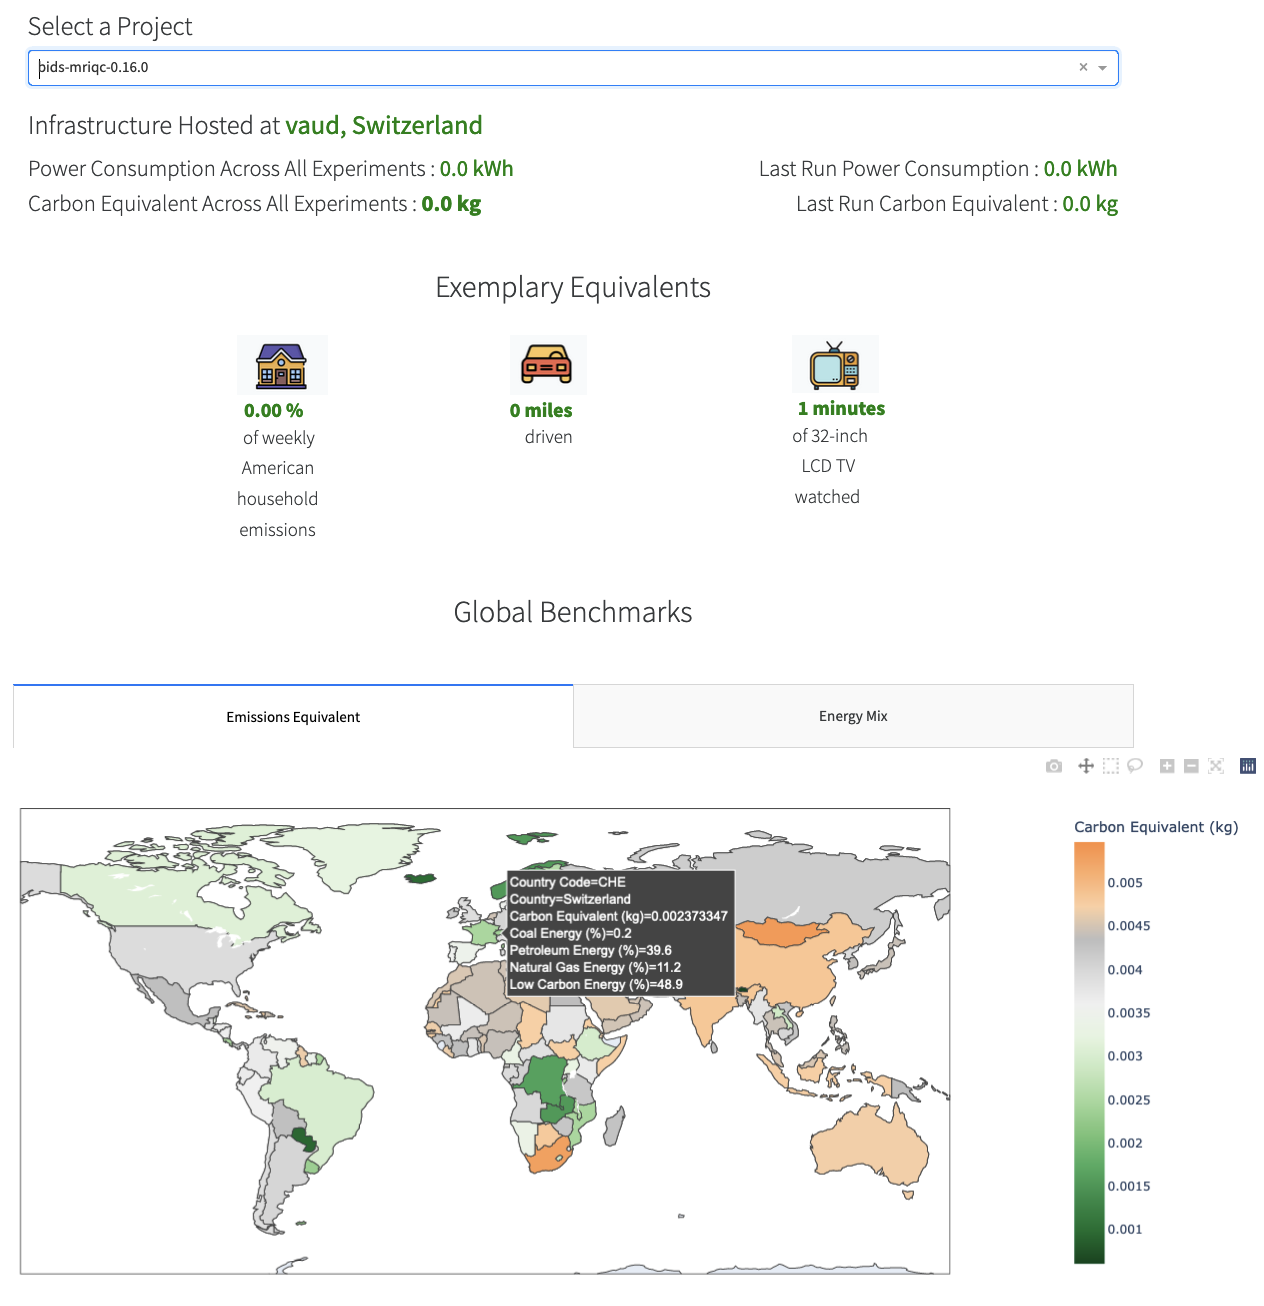 Select a Project
bids-mriqc-0.16.0
Infrastructure Hosted at vaud, Switzerland
Power Consumption Across All Experiments : 0.0 kWh
Last Run Power Consumption : 0.0 kWh
Carbon Equivalent Across All Experiments : 0.0 kg
Last Run Carbon Equivalent : 0.0 kg
Exemplary Equivalents
0.00 %
of weekly
American
household
emissions
0 miles
driven
1 minutes
of 32-inch
LCD TV
watched
Global Benchmarks
Emissions Equivalent
Energy Mix
Country Code=CHE
Country=Switzerland
Carbon Equivalent (kg)=0.002373347
Coal Energy (%)=0.2
Petroleum Energy (%)=39.6
Natural Gas Energy (%)=11.2
Low Carbon Energy (%)=48.9
Carbon Equivalent (kg)
0.005
0.0045
0.004
0.0035
0.003
0.0025
0.002
0.0015
0.001